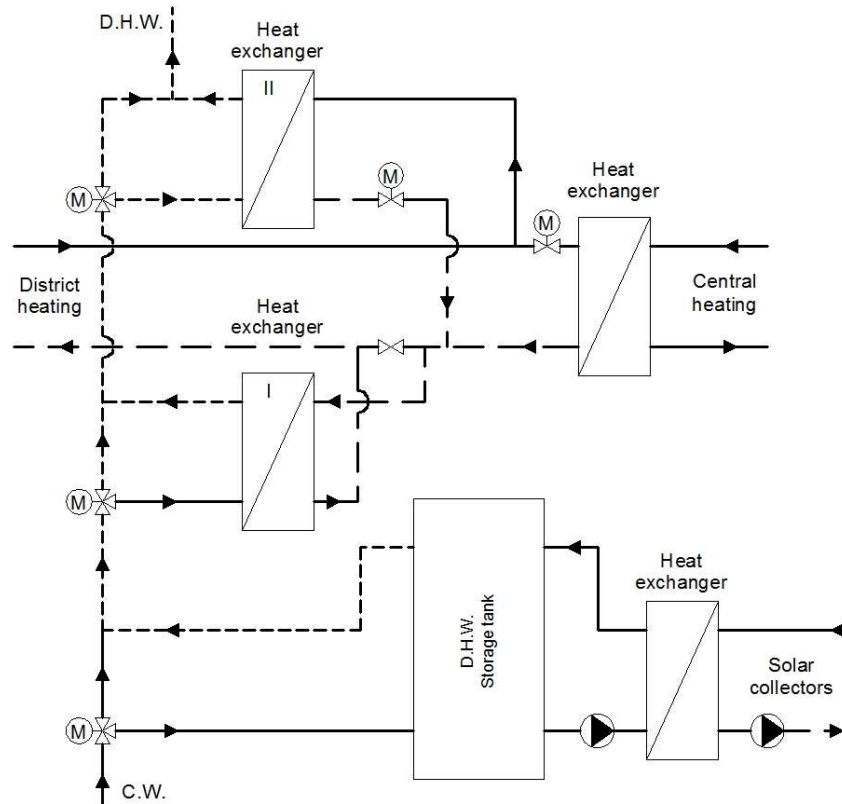 D.H.W.
Heat
exchanger
II
M
M
Heat
exchanger
M
District
heating
Central
heating
Heat
exchanger
I
M
D.H.W.
Storage tank
Heat
exchanger
Solar
collectors
M
C.W.